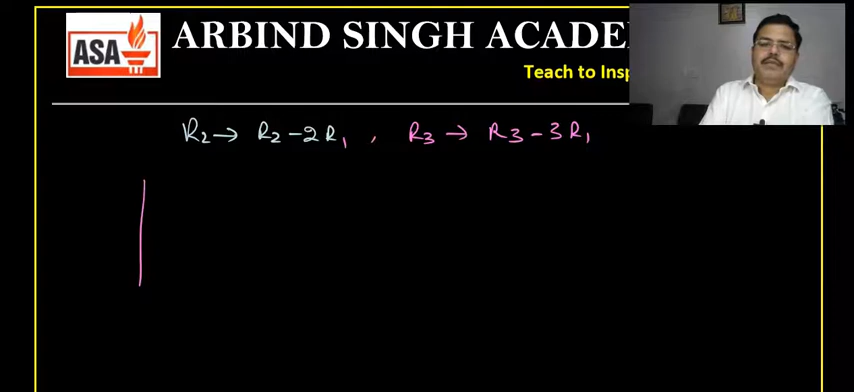 ASA
ARBIND SINGH ACADE
Teach to Insp
R₂→ R₂-2R₁ , R₃ → R₃-3R₁